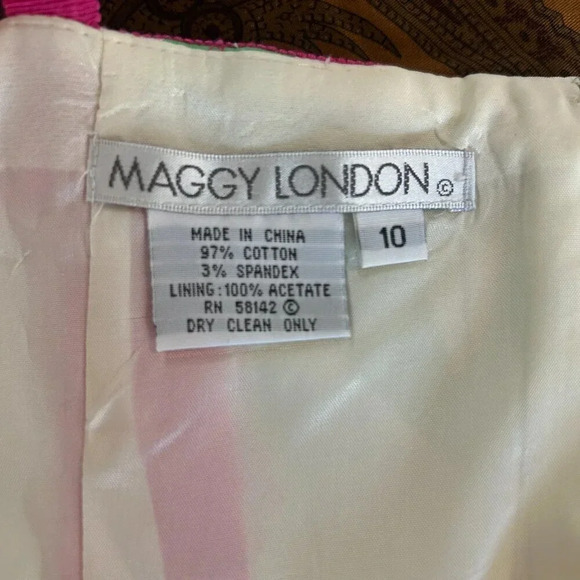 MAGGY LONDON ©
MADE IN CHINA
97% COTTON
3% SPANDEX
LINING:100% ACETATE
RN 58142 ©
DRY CLEAN ONLY
10